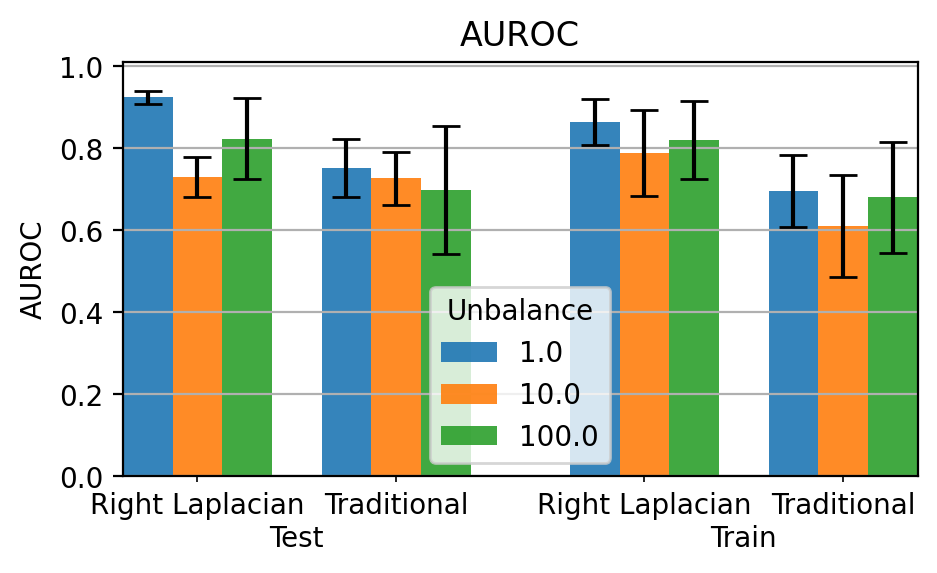 AUROC
AUROC
1.0
0.8
0.6
0.4
0.2
0.0
Unbalance
1.0
10.0
100.0
Right Laplacian Traditional Right Laplacian Traditional
Test Train